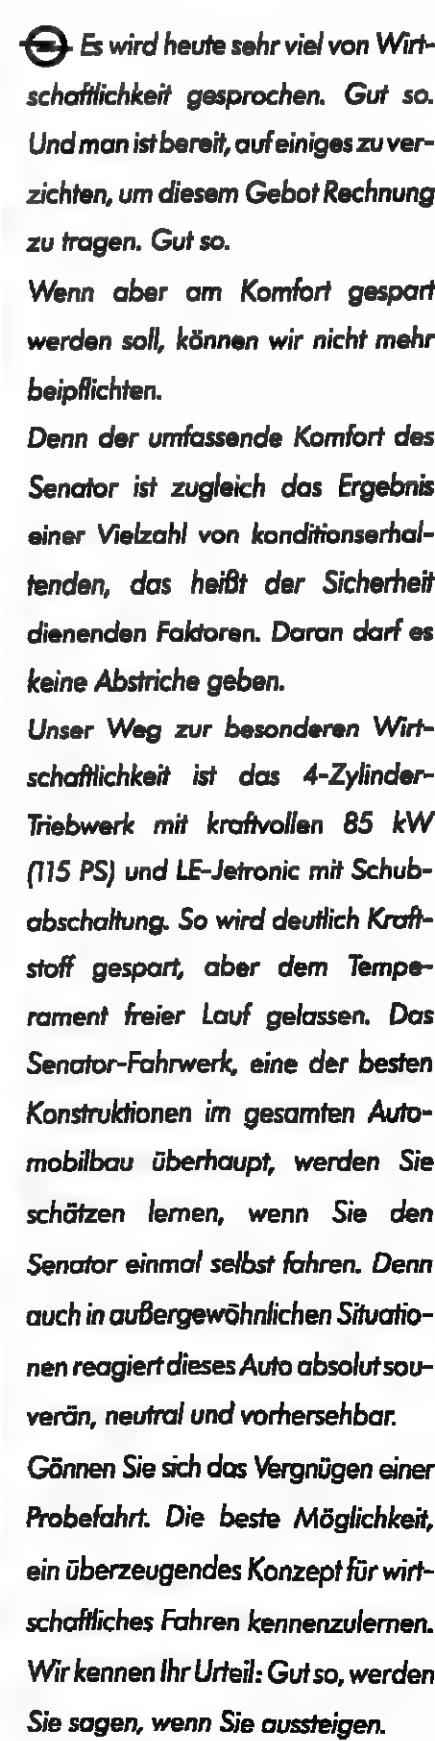 Es wird heute sehr viel von Wirt-
schaftlichkeit gesprochen. Gut so.
Und man ist bereit, auf einiges zu ver-
zichten, um diesem Gebot Rechnung
zu tragen. Gut so.
Wenn aber am Komfort gespart
werden soll, können wir nicht mehr
beipflichten.
Denn der umfassende Komfort des
Senator ist zugleich das Ergebnis
einer Vielzahl von konditionserhal-
tenden, das heißt der Sicherheit
dienenden Faktoren. Daran darf es
keine Abstriche geben.
Unser Weg zur besonderen Wirt-
schaftlichkeit ist das 4-Zylinder-
Triebwerk mit kraftvollen 85 kW
(115 PS) und LE-Jetronic mit Schub-
abschaltung. So wird deutlich Kraft-
stoff gespart, aber dem Tempe-
rament freier Lauf gelassen. Das
Senator-Fahrwerk, eine der besten
Konstruktionen im gesamten Auto-
mobilbau überhaupt, werden Sie
schätzen lernen, wenn Sie den
Senator einmal selbst fahren. Denn
auch in außergewöhnlichen Situatio-
nen reagiert dieses Auto absolut sou-
verän, neutral und vorhersehbar.
Gönnen Sie sich das Vergnügen einer
Probefahrt. Die beste Möglichkeit,
ein überzeugendes Konzept für wirt-
schaftliches Fahren kennenzulernen.
Wir kennen Ihr Urteil: Gut so, werden
Sie sagen, wenn Sie aussteigen.